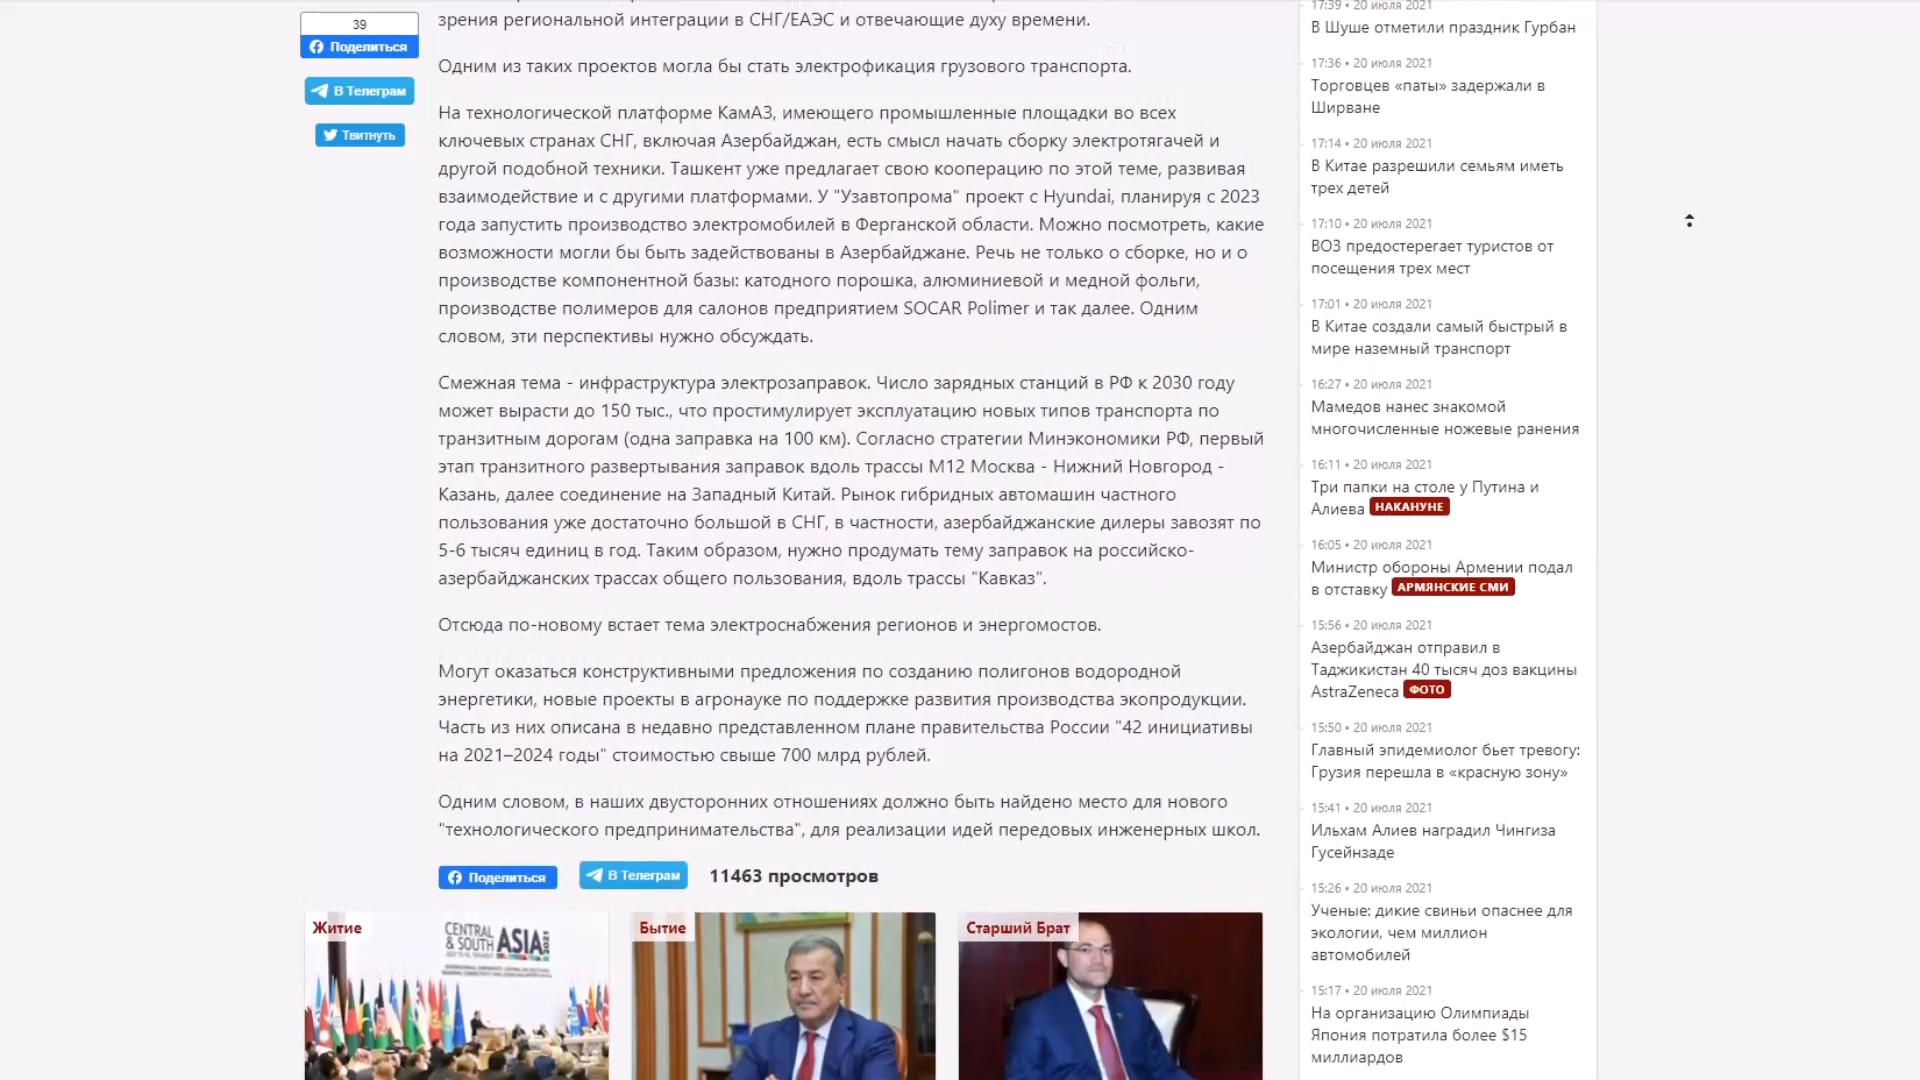 39
Поделиться
В Телеграм
Твитнуть
зрения региональной интеграции в СНГ/ЕАЭС и отвечающие духу времени.
Одним из таких проектов могла бы стать электрофикация грузового транспорта.
На технологической платформе КамАЗ, имеющего промышленные площадки во всех
ключевых странах СНГ, включая Азербайджан, есть смысл начать сборку электротягачей и
другой подобной техники. Ташкент уже предлагает свою кооперацию по этой теме, развивая
взаимодействие и с другими платформами. У "Узавтопрома" проект с Hyundai, планируя с 2023
года запустить производство электромобилей в Ферганской области. Можно посмотреть, какие
возможности могли бы быть задействованы в Азербайджане. Речь не только о сборке, но и о
производстве компонентной базы: катодного порошка, алюминиевой и медной фольги,
производстве полимеров для салонов предприятием SOCAR Polimer и так далее. Одним
словом, эти перспективы нужно обсуждать.
Смежная тема - инфраструктура электрозаправок. Число зарядных станций в РФ к 2030 году
может вырасти до 150 тыс., что простимулирует эксплуатацию новых типов транспорта по
транзитным дорогам (одна заправка на 100 км). Согласно стратегии Минэкономики РФ, первый
этап транзитного развертывания заправок вдоль трассы М12 Москва - Нижний Новгород -
Казань, далее соединение на Западный Китай. Рынок гибридных автомашин частного
пользования уже достаточно большой в СНГ, в частности, азербайджанские дилеры завозят по
5-6 тысяч единиц в год. Таким образом, нужно продумать тему заправок на российско-
азербайджанских трассах общего пользования, вдоль трассы "Кавказ".
Отсюда по-новому встает тема электроснабжения регионов и энергомостов.
Могут оказаться конструктивными предложения по созданию полигонов водородной
энергетики, новые проекты в агронауке по поддержке развития производства экопродукции.
Часть из них описана в недавно представленном плане правительства России "42 инициативы
на 2021–2024 годы" стоимостью свыше 700 млрд рублей.
Одним словом, в наших двусторонних отношениях должно быть найдено место для нового
"технологического предпринимательства", для реализации идей передовых инженерных школ.
Поделиться
В Телеграм
11463 просмотров
Житие
CENTRAL
& SOUTH ASIA 2021
Бытие
Старший Брат
17:39 • 20 июля 2021
В Шуше отметили праздник Гурбан
17:36 • 20 июля 2021
Торговцев «паты» задержали в
Ширване
17:14 • 20 июля 2021
В Китае разрешили семьям иметь
трех детей
17:10 • 20 июля 2021
ВОЗ предостерегает туристов от
посещения трех мест
17:01 • 20 июля 2021
В Китае создали самый быстрый в
мире наземный транспорт
16:27 • 20 июля 2021
Мамедов нанес знакомой
многочисленные ножевые ранения
16:11 • 20 июля 2021
Три папки на столе у Путина и
Алиева НАКАНУНЕ
16:05 • 20 июля 2021
Министр обороны Армении подал
в отставку АРМЯНСКИЕ СМИ
15:56 • 20 июля 2021
Азербайджан отправил в
Таджикистан 40 тысяч доз вакцины
AstraZeneca ФОТО
15:50 • 20 июля 2021
Главный эпидемиолог бьет тревогу:
Грузия перешла в «красную зону»
15:41 • 20 июля 2021
Ильхам Алиев наградил Чингиза
Гусейнзаде
15:26 • 20 июля 2021
Ученые: дикие свиньи опаснее для
экологии, чем миллион
автомобилей
15:17 • 20 июля 2021
На организацию Олимпиады
Япония потратила более $15
миллиардов